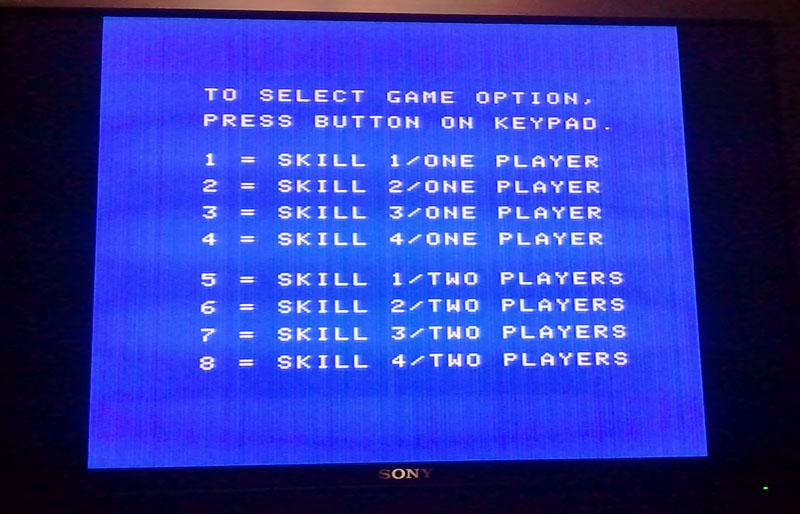 TO SELECT GAME OPTION,
PRESS BUTTON ON KEYPAD.
1 = SKILL 1/ONE PLAYER
2 = SKILL 2/ONE PLAYER
3 = SKILL 3/ONE PLAYER
4 = SKILL 4/ONE PLAYER
5 = SKILL 1/TWO PLAYERS
6 = SKILL 2/TWO PLAYERS
7 = SKILL 3/TWO PLAYERS
8 = SKILL 4/TWO PLAYERS
SONY